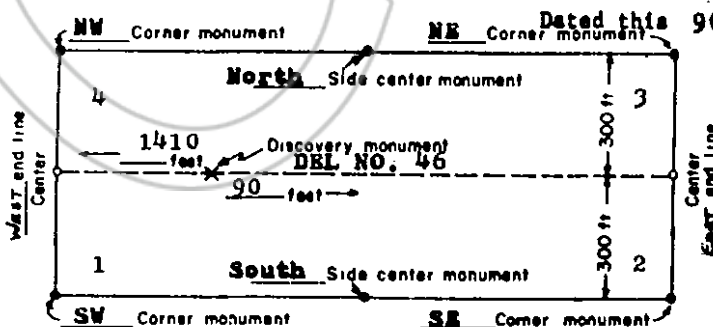 Dated this 9
NW Corner monument NE Corner monument
North Side center monument
4 3
300 ft
1410 feet Discovery monument
DEL NO. 46
WEST end line Center
Center EAST end line
90 feet
300 ft
1 2
South Side center monument
SW Corner monument SE Corner monument